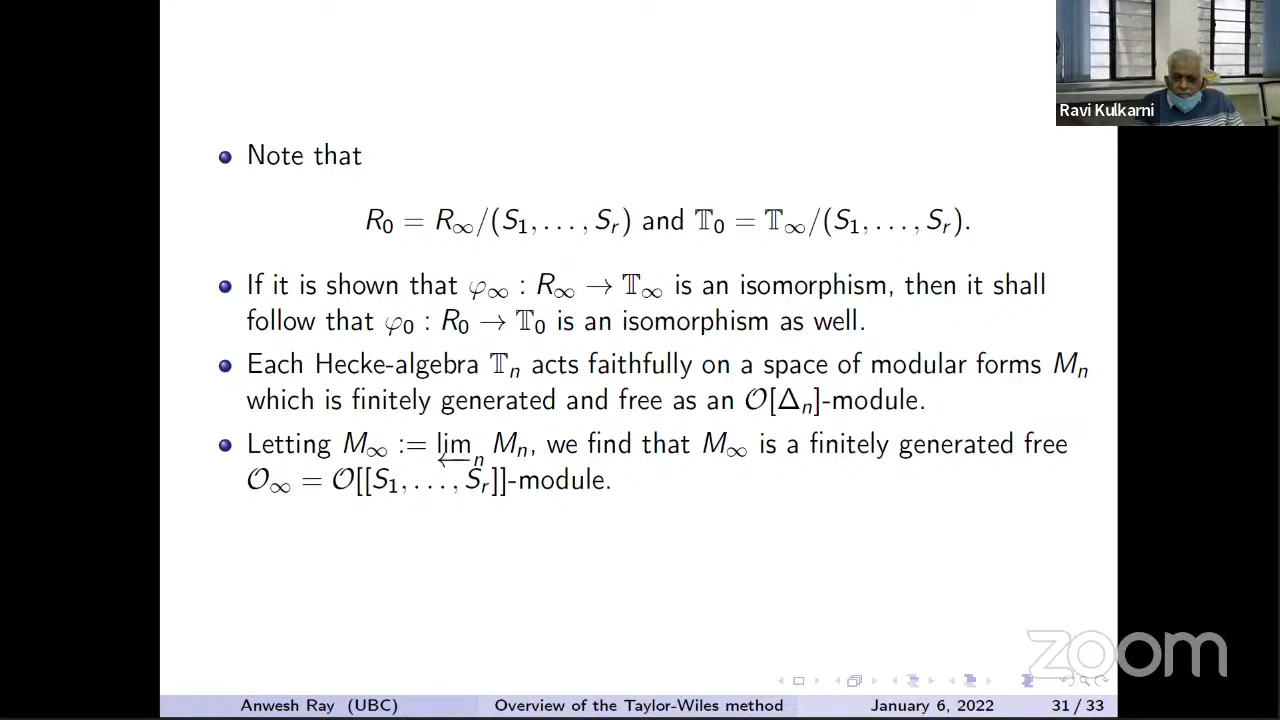 Ravi Kulkarni
Note that
R₀ = R∞/(S₁, . . . , Sᵣ) and 𝕋₀ = 𝕋∞/(S₁, . . . , Sᵣ).
If it is shown that φ∞ : R∞ → 𝕋∞ is an isomorphism, then it shall
follow that φ₀ : R₀ → 𝕋₀ is an isomorphism as well.
Each Hecke-algebra 𝕋ₙ acts faithfully on a space of modular forms Mₙ
which is finitely generated and free as an 𝒪[Δₙ]-module.
Letting M∞ := lim←ₙ Mₙ, we find that M∞ is a finitely generated free
𝒪∞ = 𝒪[[S₁, . . . , Sᵣ]]-module.
zoom
Anwesh Ray (UBC) Overview of the Taylor-Wiles method January 6, 2022 31 / 33